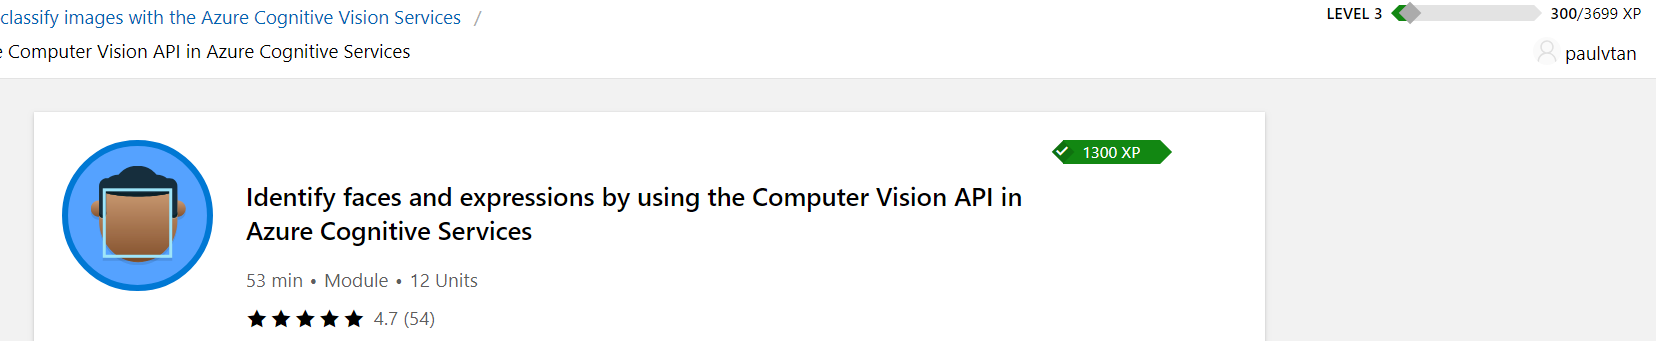 classify images with the Azure Cognitive Vision Services /
LEVEL 3 300/3699 XP
e Computer Vision API in Azure Cognitive Services
paulvtan
1300 XP
Identify faces and expressions by using the Computer Vision API in
Azure Cognitive Services
53 min • Module • 12 Units
4.7 (54)